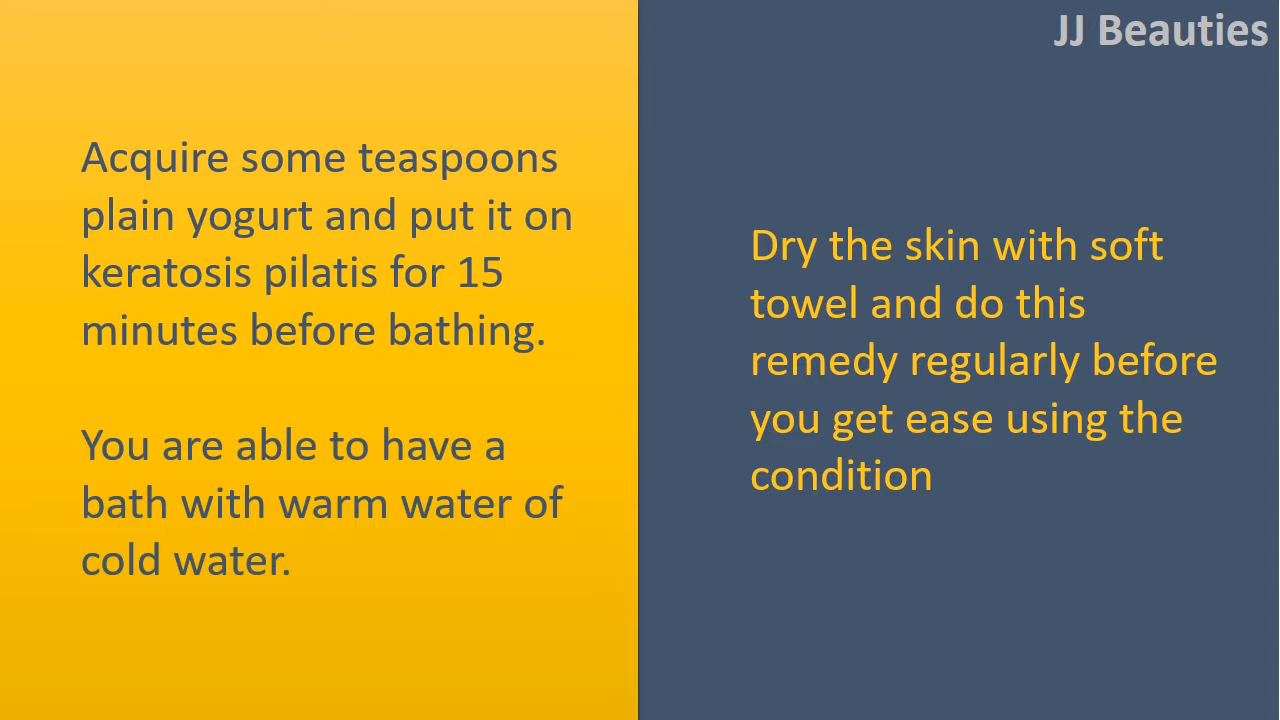 JJ Beauties
Acquire some teaspoons
plain yogurt and put it on
keratosis pilatis for 15
minutes before bathing.
You are able to have a
bath with warm water of
cold water.
Dry the skin with soft
towel and do this
remedy regularly before
you get ease using the
condition